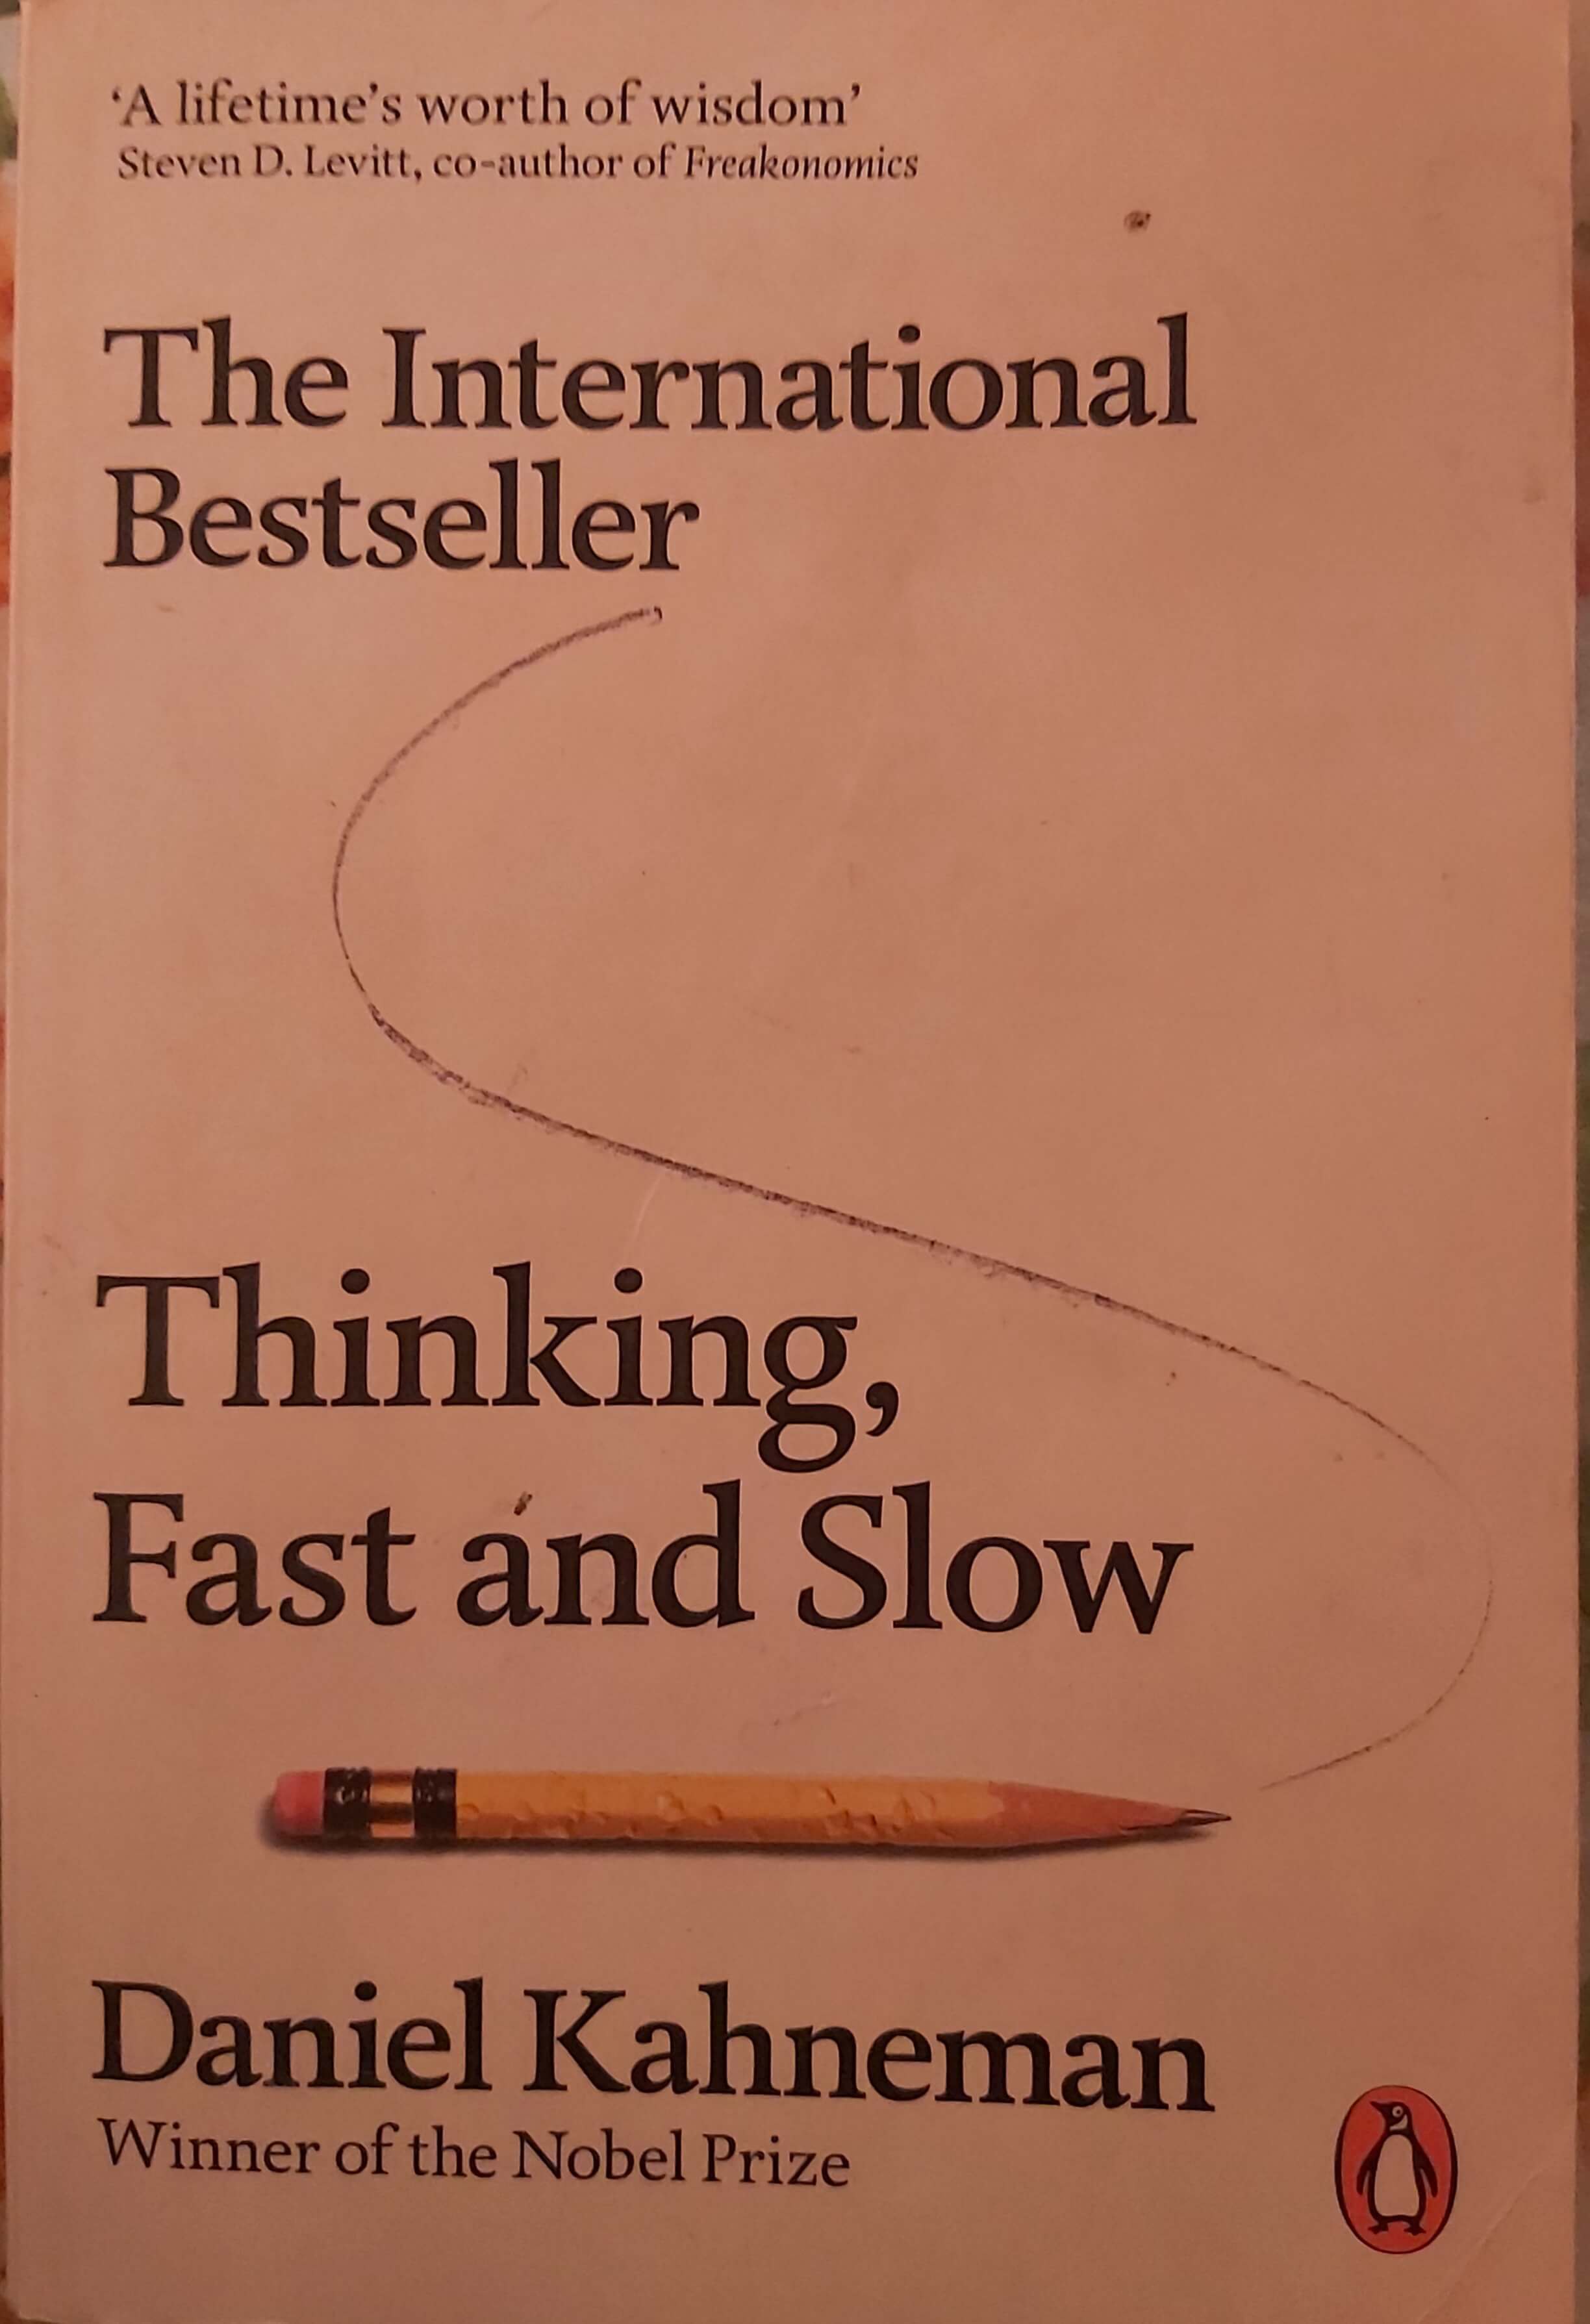 ‘A lifetime’s worth of wisdom’
Steven D. Levitt, co-author of Freakonomics
The International
Bestseller
Thinking,
Fast and Slow
Daniel Kahneman
Winner of the Nobel Prize